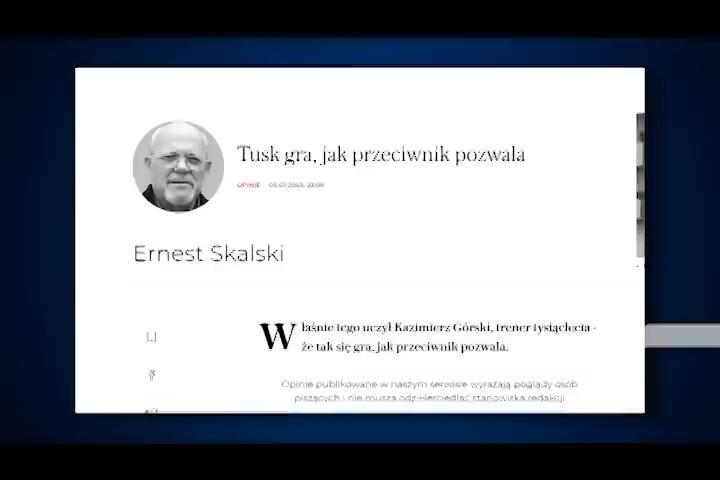 Tusk gra, jak przeciwnik pozwala
OPINIE
Ernest Skalski
Właśnie tego uczył Kazimierz Górski, trener tysiąclecia -
że tak się gra, jak przeciwnik pozwala.
Opinie publikowane w naszym serwisie wyrażają poglądy osób
piszących i nie muszą odzwierciedlać stanowiska redakcji